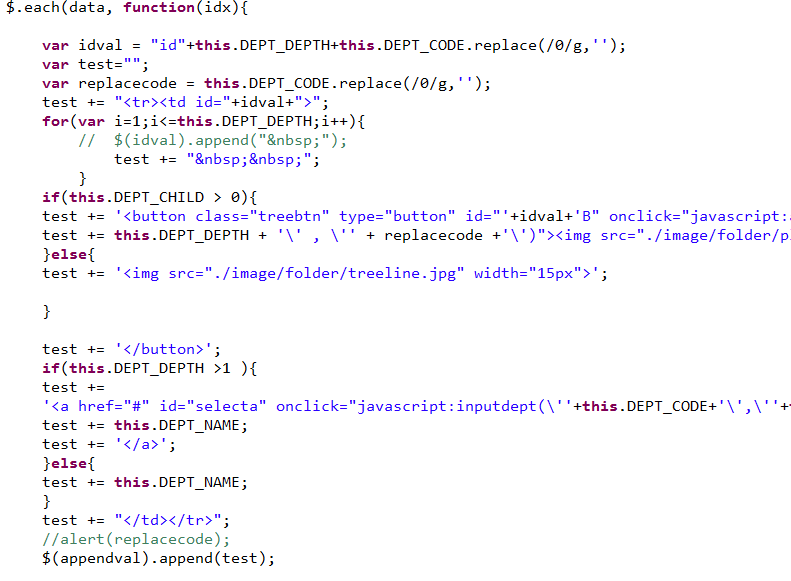 $.each(data, function(idx){
var idval = "id"+this.DEPT_DEPTH+this.DEPT_CODE.replace(/0/g,'');
var test="";
var replacecode = this.DEPT_CODE.replace(/0/g,'');
test += "<tr><td id="+idval+">";
for(var i=1;i<=this.DEPT_DEPTH;i++){
//  $(idval).append("&nbsp;");
test += "&nbsp;&nbsp;";
}
if(this.DEPT_CHILD > 0){
test += '<button class="treebtn" type="button" id="'+idval+'B" onclick="javascript:
test += this.DEPT_DEPTH + '\' , \'' + replacecode +'\')"><img src="./image/folder/p
}else{
test += '<img src="./image/folder/treeline.jpg" width="15px">';
}
test += '</button>';
if(this.DEPT_DEPTH >1 ){
test +=
'<a href="#" id="selecta" onclick="javascript:inputdept(\''+this.DEPT_CODE+'\',\''+
test += this.DEPT_NAME;
test += '</a>';
}else{
test += this.DEPT_NAME;
}
test += "</td></tr>";
//alert(replacecode);
$(appendval).append(test);